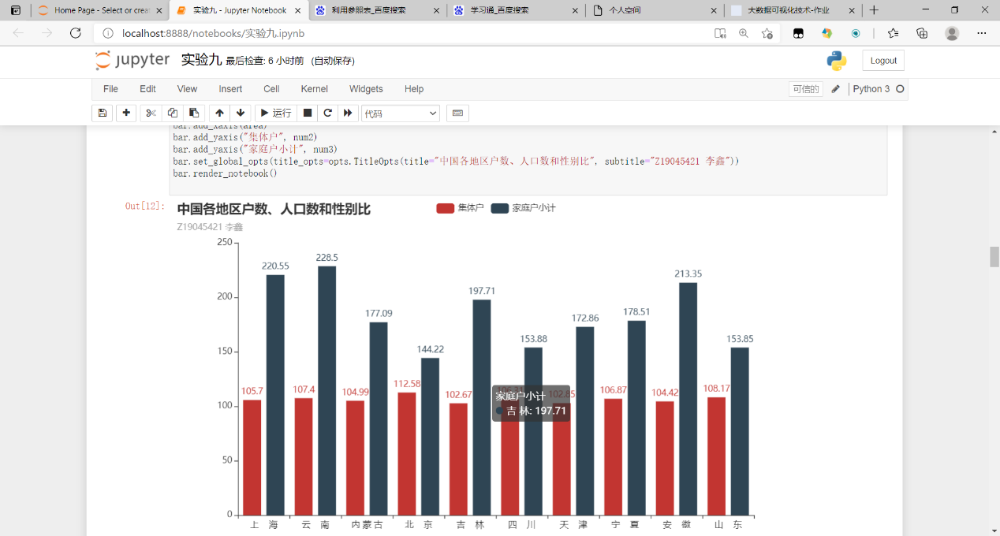 Home Page - Select or creat
实验九 - Jupyter Notebook
利用参照表_百度搜索
学习通_百度搜索
个人空间
大数据可视化技术-作业
localhost:8888/notebooks/实验九.ipynb
jupyter 实验九 最后检查: 6 小时前 (自动保存)
Logout
File Edit View Insert Cell Kernel Widgets Help
可信的 Python 3
运行 代码
bar.add_xaxis(area)
bar.add_yaxis("集体户", num2)
bar.add_yaxis("家庭户小计", num3)
bar.set_global_opts(title_opts=opts.TitleOpts(title="中国各地区户数、人口数和性别比", subtitle="Z19045421 李鑫"))
bar.render_notebook()
Out[12]:
中国各地区户数、人口数和性别比
集体户 家庭户小计
Z19045421 李鑫
250
228.5
220.55
213.35
200
197.71
178.51
177.09
172.86
150
153.88
153.85
144.22
112.58
108.17
107.4
106.87
105.7
104.99
104.42
102.67
106.31
102.85
家庭户小计
吉 林: 197.71
100
50
0
上 海 云 南 内 蒙 古 北 京 吉 林 四 川 天 津 宁 夏 安 徽 山 东